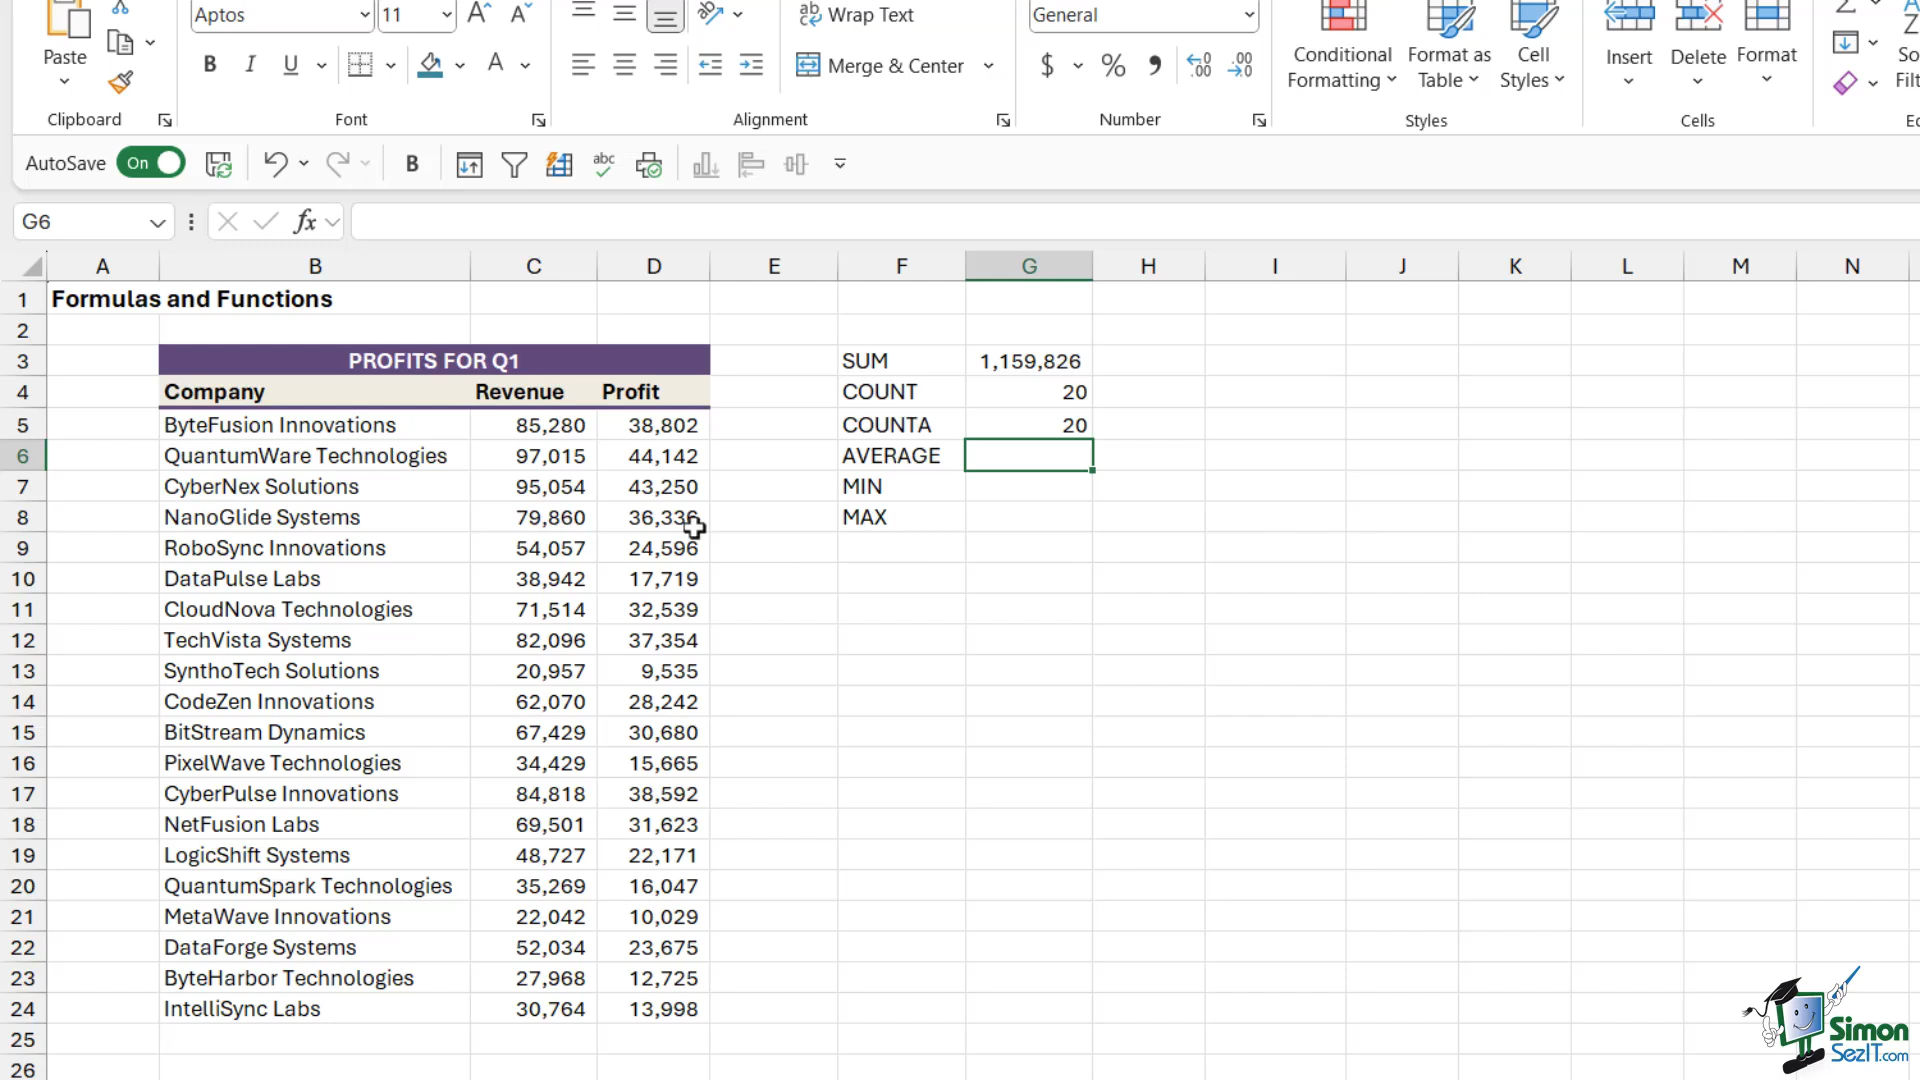 Aptos 11 A A ab Wrap Text General Σ
Paste B I U A Merge & Center $ % 9 .00 .00 Conditional Formatting Format as Table Cell Styles Insert Delete Format
Clipboard Font Alignment Number Styles Cells
AutoSave On B abc
G6 fx
A B C D E F G H I J K L M N
1 Formulas and Functions
2
3 PROFITS FOR Q1 SUM 1,159,826
4 Company Revenue Profit COUNT 20
5 ByteFusion Innovations 85,280 38,802 COUNTA 20
6 QuantumWare Technologies 97,015 44,142 AVERAGE
7 CyberNex Solutions 95,054 43,250 MIN
8 NanoGlide Systems 79,860 36,336 MAX
9 RoboSync Innovations 54,057 24,596
10 DataPulse Labs 38,942 17,719
11 CloudNova Technologies 71,514 32,539
12 TechVista Systems 82,096 37,354
13 SynthoTech Solutions 20,957 9,535
14 CodeZen Innovations 62,070 28,242
15 BitStream Dynamics 67,429 30,680
16 PixelWave Technologies 34,429 15,665
17 CyberPulse Innovations 84,818 38,592
18 NetFusion Labs 69,501 31,623
19 LogicShift Systems 48,727 22,171
20 QuantumSpark Technologies 35,269 16,047
21 MetaWave Innovations 22,042 10,029
22 DataForge Systems 52,034 23,675
23 ByteHarbor Technologies 27,968 12,725
24 IntelliSync Labs 30,764 13,998
25
26
Simon
SezIT.com